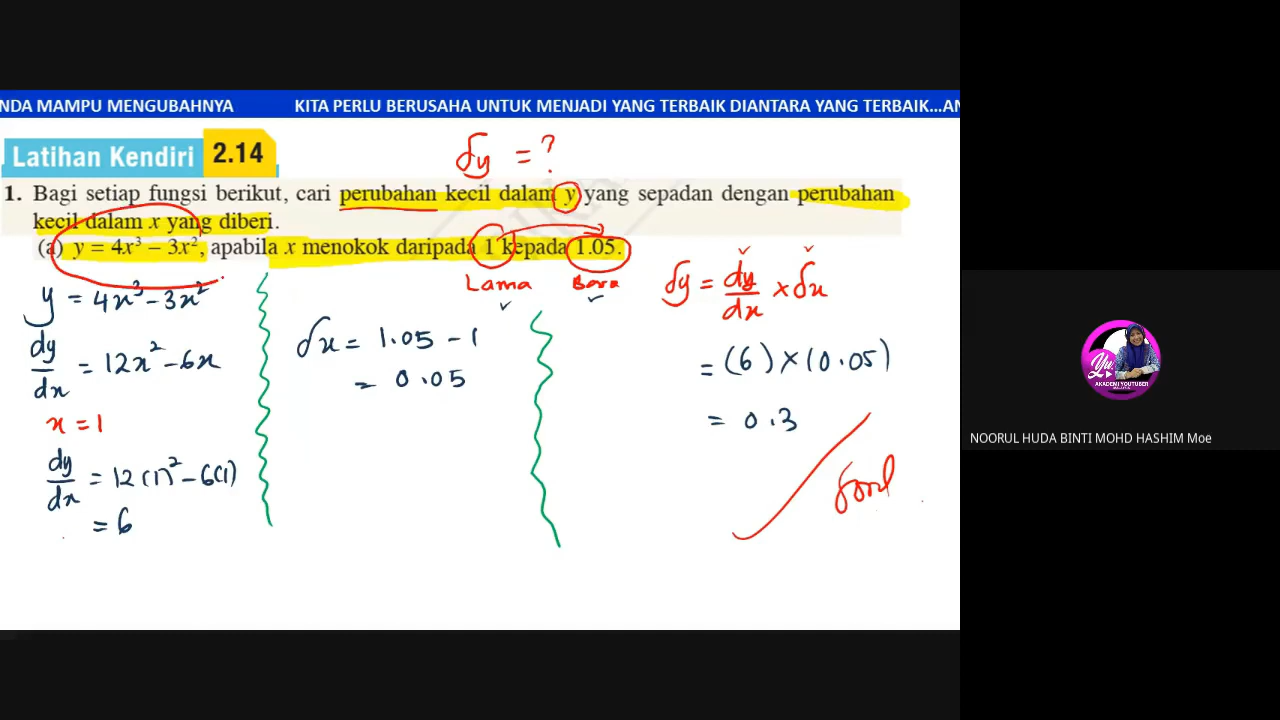 NDA MAMPU MENGUBAHNYA KITA PERLU BERUSAHA UNTUK MENJADI YANG TERBAIK DIANTARA YANG TERBAIK...AN
Latihan Kendiri 2.14
δy = ?
1. Bagi setiap fungsi berikut, cari perubahan kecil dalam y yang sepadan dengan perubahan
kecil dalam x yang diberi.
(a) y = 4x³ – 3x², apabila x menokok daripada 1 kepada 1.05.
Lama Baru
y = 4x³ - 3x²
dy/dx = 12x² - 6x
x = 1
dy/dx = 12(1)² - 6(1)
= 6
δx = 1.05 - 1
= 0.05
δy = dy/dx × δx
= (6) × (0.05)
= 0.3
Yu.
AKADEMI YOUTUBER
NOORUL HUDA BINTI MOHD HASHIM Moe